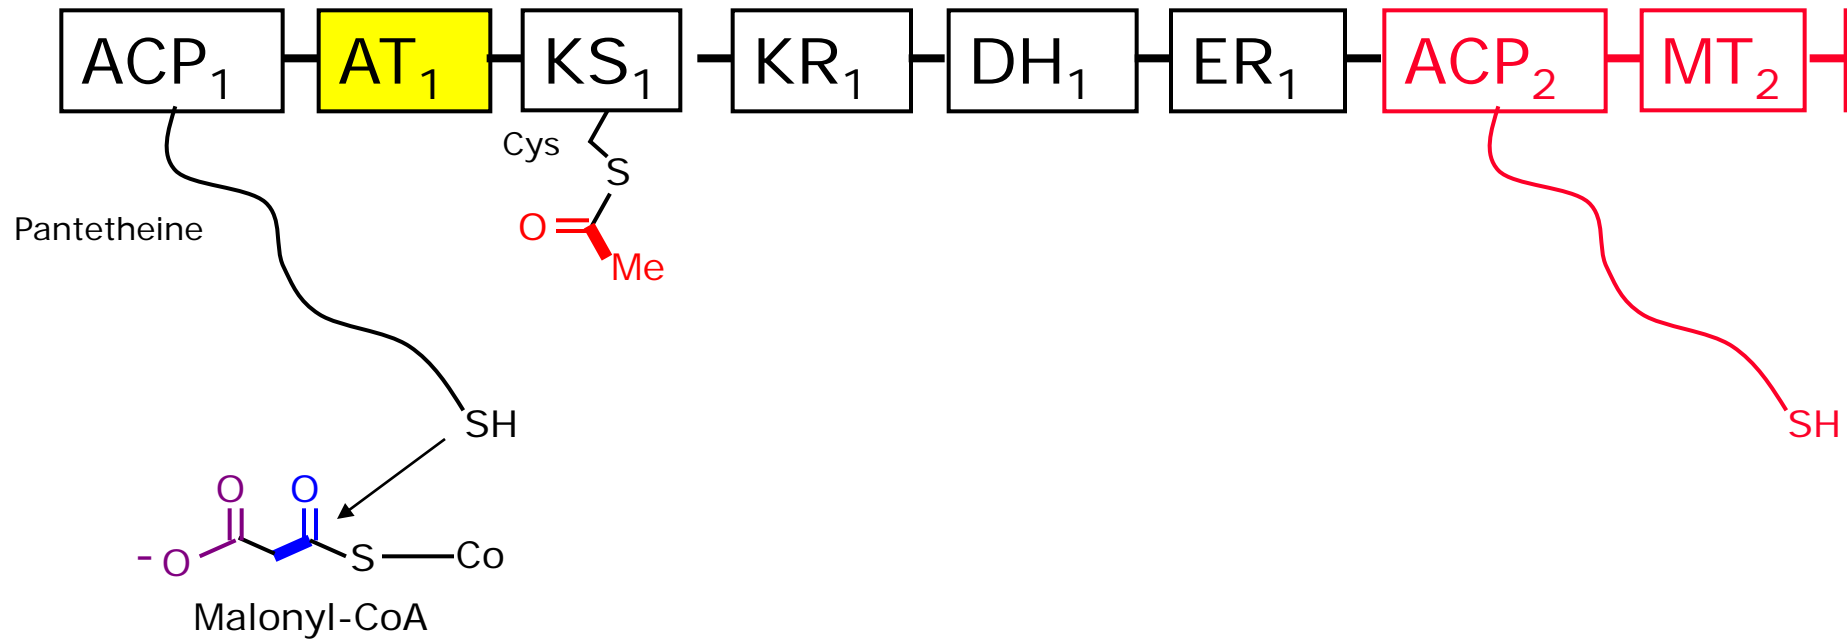 ACP1 AT1 KS1 KR1 DH1 ER1 ACP2 MT2
Cys
S
Pantetheine
O
Me
SH SH
O O
- O S Co
Malonyl-CoA